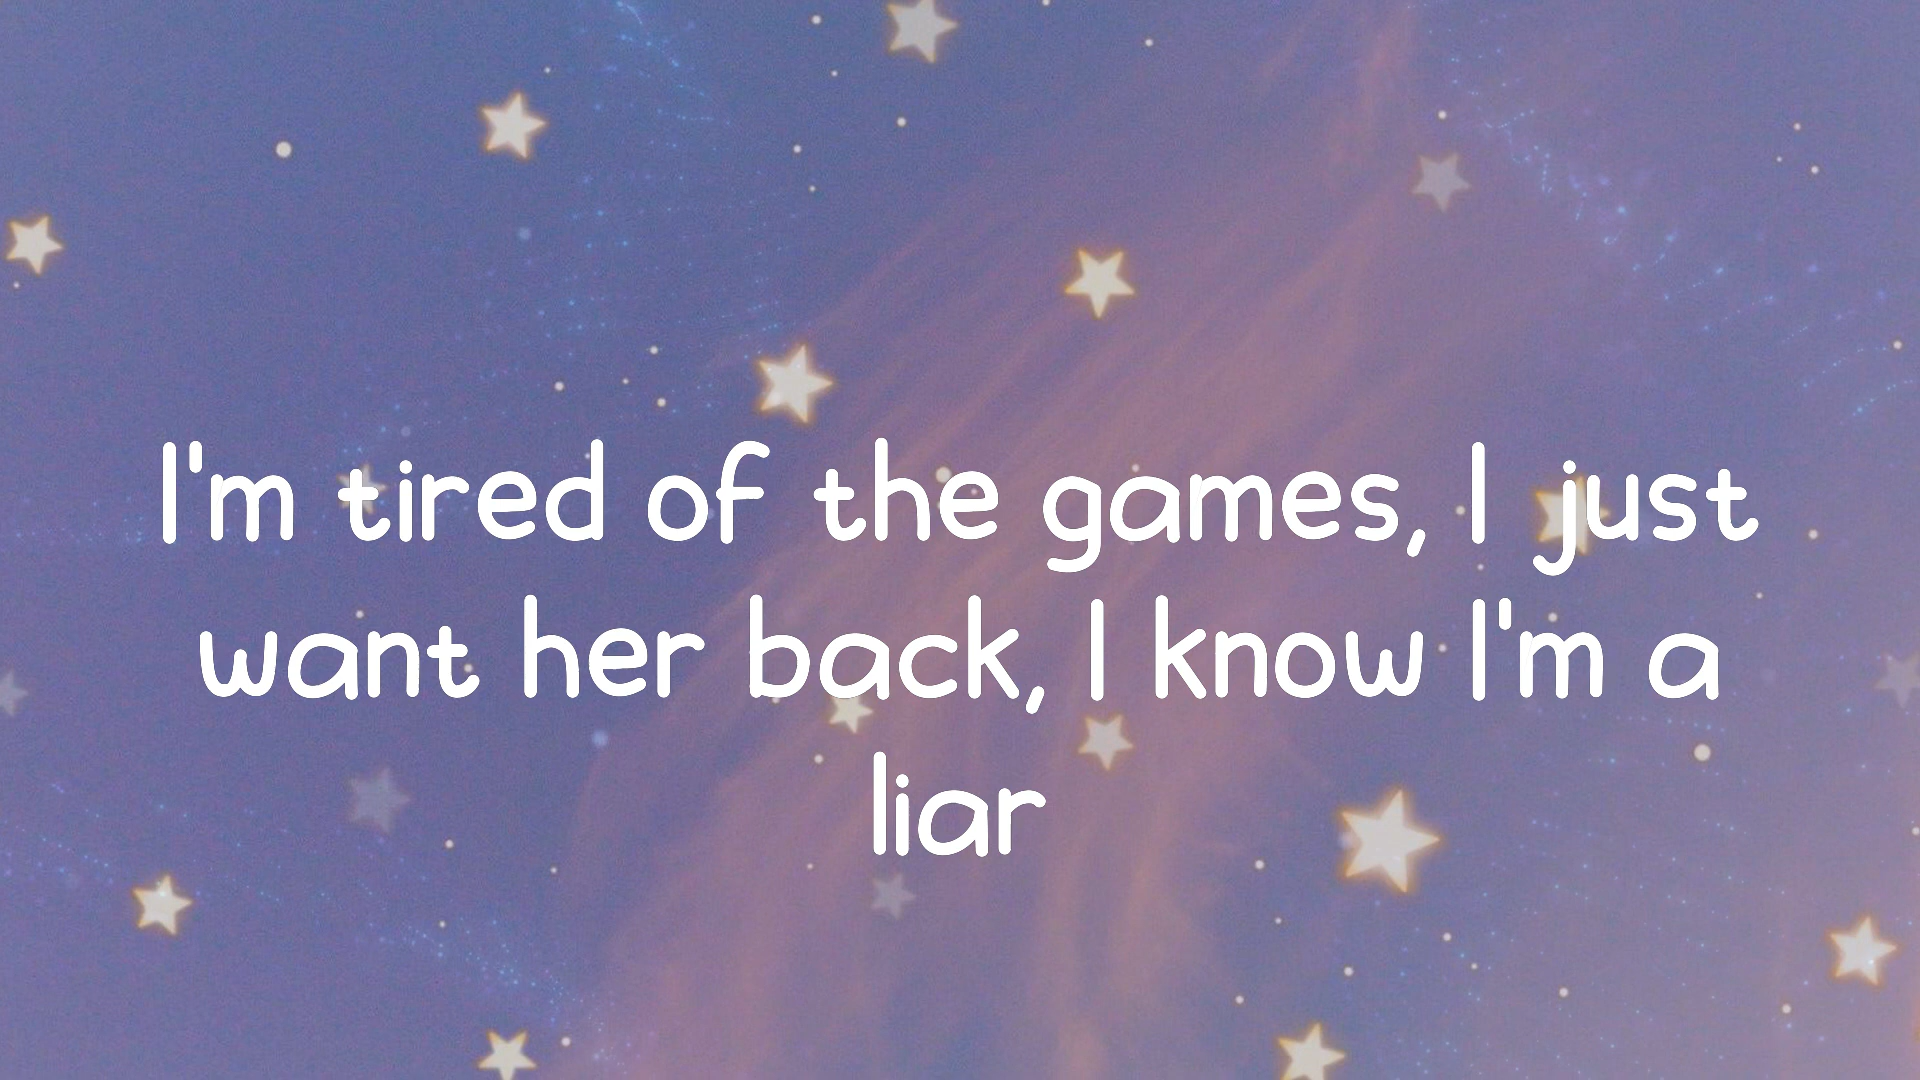 I'm tired of the games, I just
want her back, I know I'm a
liar